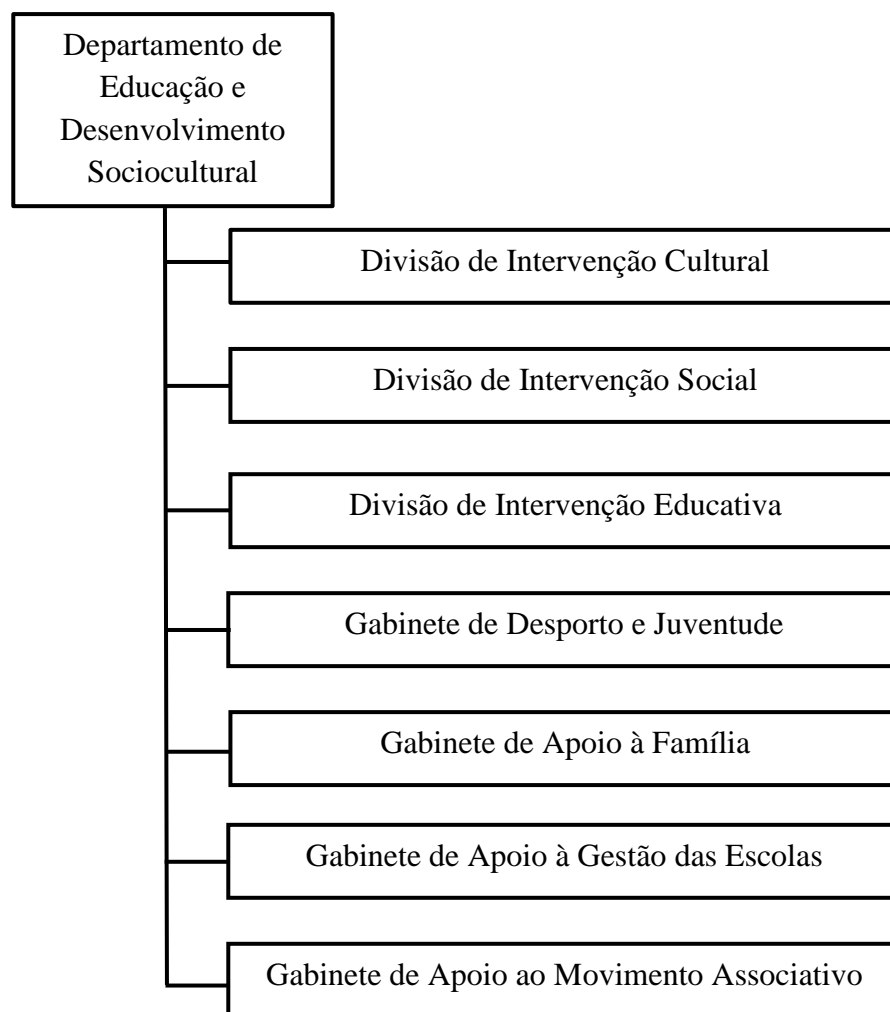 Departamento de
Educação e
Desenvolvimento
Sociocultural
Divisão de Intervenção Cultural
Divisão de Intervenção Social
Divisão de Intervenção Educativa
Gabinete de Desporto e Juventude
Gabinete de Apoio à Família
Gabinete de Apoio à Gestão das Escolas
Gabinete de Apoio ao Movimento Associativo